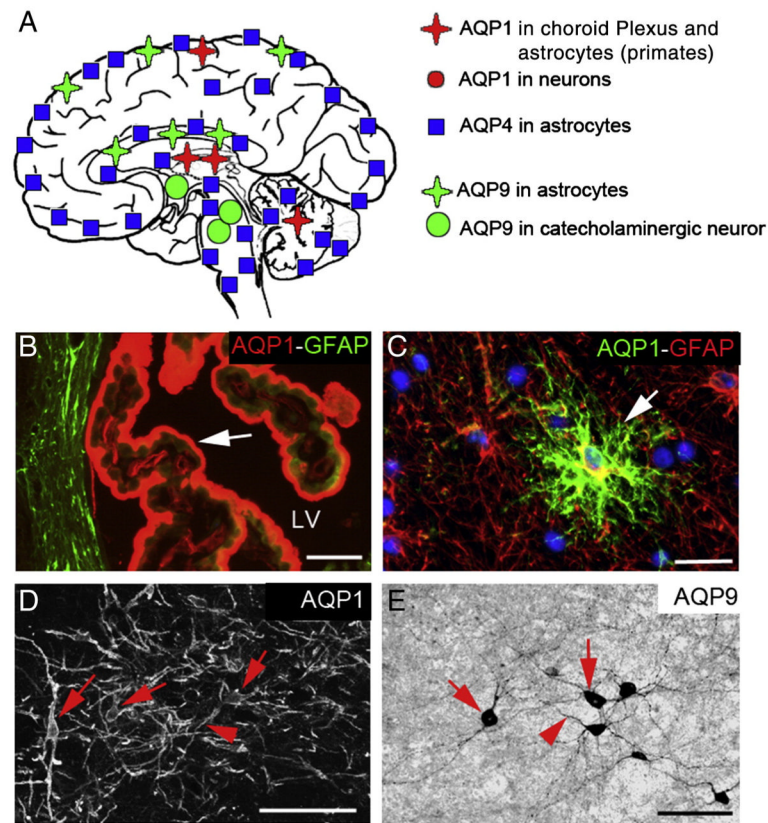 A
AQP1 in choroid Plexus and
astrocytes (primates)
AQP1 in neurons
AQP4 in astrocytes
AQP9 in astrocytes
AQP9 in catecholaminergic neuror
B
AQP1-GFAP
LV
C
AQP1-GFAP
D
AQP1
E
AQP9